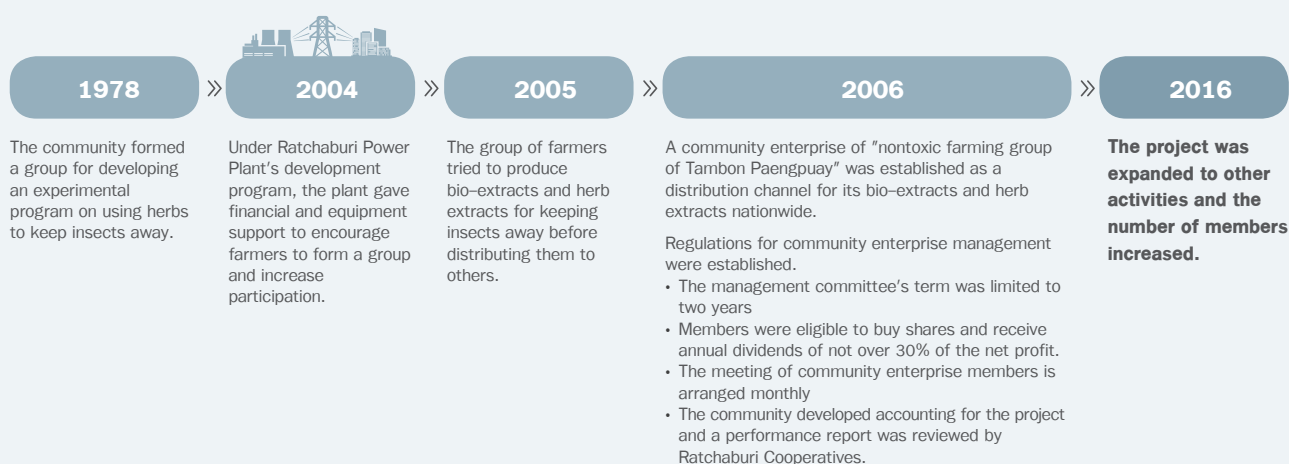 1978
The community formed
a group for developing
an experimental
program on using herbs
to keep insects away.
2004
Under Ratchaburi Power
Plant's development
program, the plant gave
financial and equipment
support to encourage
farmers to form a group
and increase
participation.
2005
The group of farmers
tried to produce
bio–extracts and herb
extracts for keeping
insects away before
distributing them to
others.
2006
A community enterprise of "nontoxic farming group
of Tambon Paengpuay" was established as a
distribution channel for its bio–extracts and herb
extracts nationwide.
Regulations for community enterprise management
were established.
• The management committee's term was limited to
two years
• Members were eligible to buy shares and receive
annual dividends of not over 30% of the net profit.
• The meeting of community enterprise members is
arranged monthly
• The community developed accounting for the project
and a performance report was reviewed by
Ratchaburi Cooperatives.
2016
The project was
expanded to other
activities and the
number of members
increased.